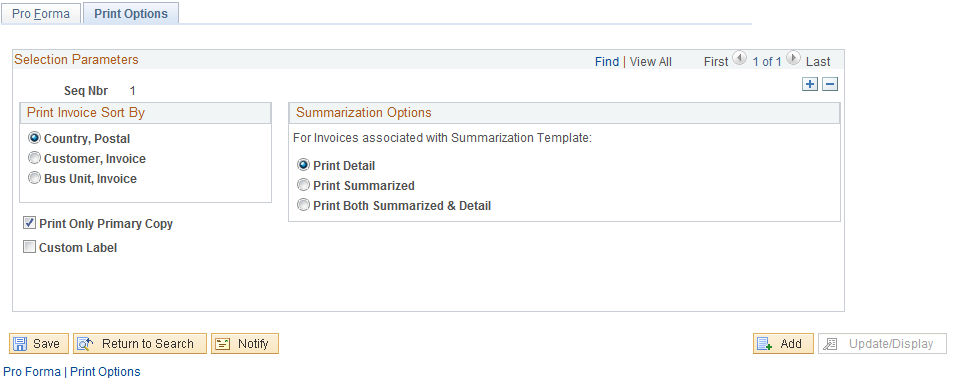 Pro Forma Print Options
Selection Parameters Find | View All First 1 of 1 Last
Seq Nbr 1
Print Invoice Sort By Summarization Options
For Invoices associated with Summarization Template:
Country, Postal
Customer, Invoice
Bus Unit, Invoice
Print Detail
Print Summarized
Print Both Summarized & Detail
Print Only Primary Copy
Custom Label
Save Return to Search Notify Add Update/Display
Pro Forma | Print Options